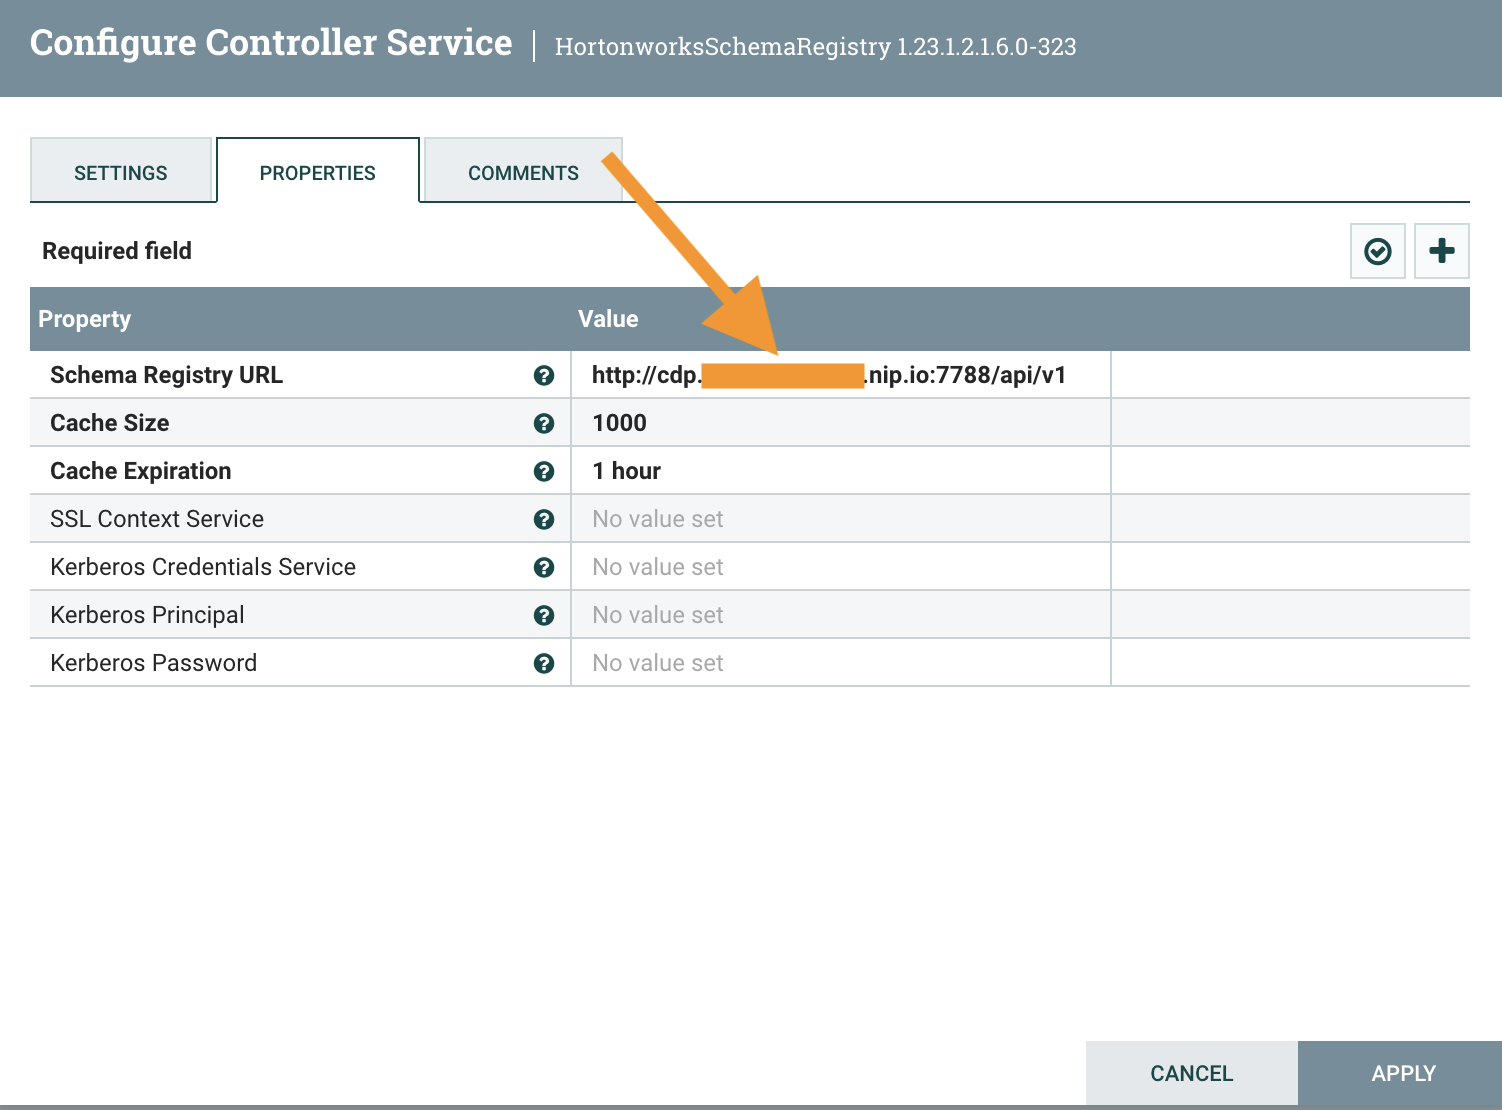 Configure Controller Service | HortonworksSchemaRegistry 1.23.1.2.1.6.0-323
SETTINGS PROPERTIES COMMENTS
Required field
Property Value
Schema Registry URL ? http://cdp. .nip.io:7788/api/v1
Cache Size ? 1000
Cache Expiration ? 1 hour
SSL Context Service ? No value set
Kerberos Credentials Service ? No value set
Kerberos Principal ? No value set
Kerberos Password ? No value set
CANCEL APPLY